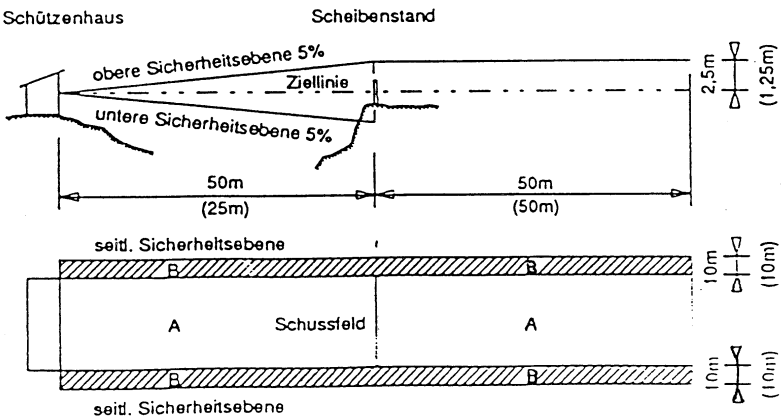 Schützenhaus
Scheibenstand
obere Sicherheitsebene 5%
Ziellinie
untere Sicherheitsebene 5%
2,5m
(1,25m)
50m
(25m)
50m
(50m)
seitl. Sicherheitsebene
B
B
10m
(10m)
A
Schussfeld
A
B
B
10m
(10m)
seitl. Sicherheitsebene